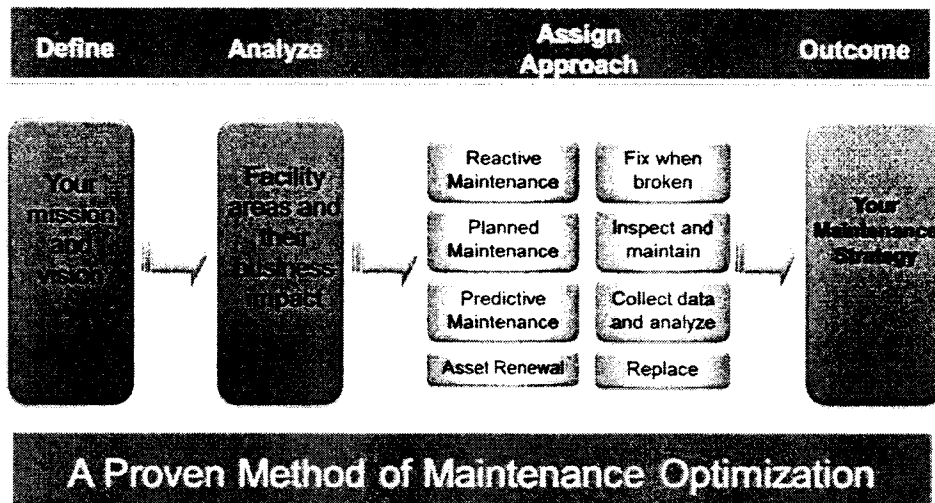 Define
Analyze
Assign
Approach
Outcome
Your
mission
and
vision
Facility
areas and
their
business
impact
Reactive
Maintenance
Fix when
broken
Planned
Maintenance
Inspect and
maintain
Predictive
Maintenance
Collect data
and analyze
Asset Renewal
Replace
Your
Maintenance
Strategy
A Proven Method of Maintenance Optimization